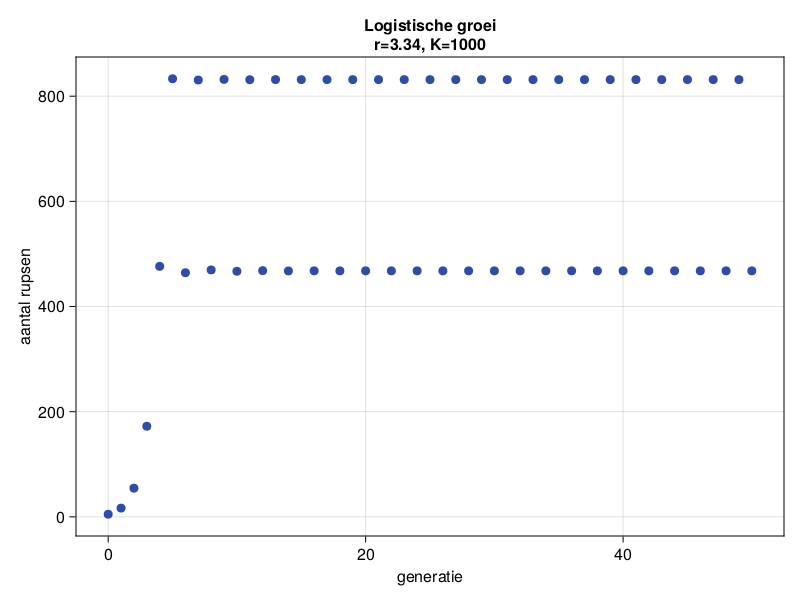 Logistische groei
r=3.34, K=1000
800
600
400
200
0
aantal rupsen
0
20
40
generatie